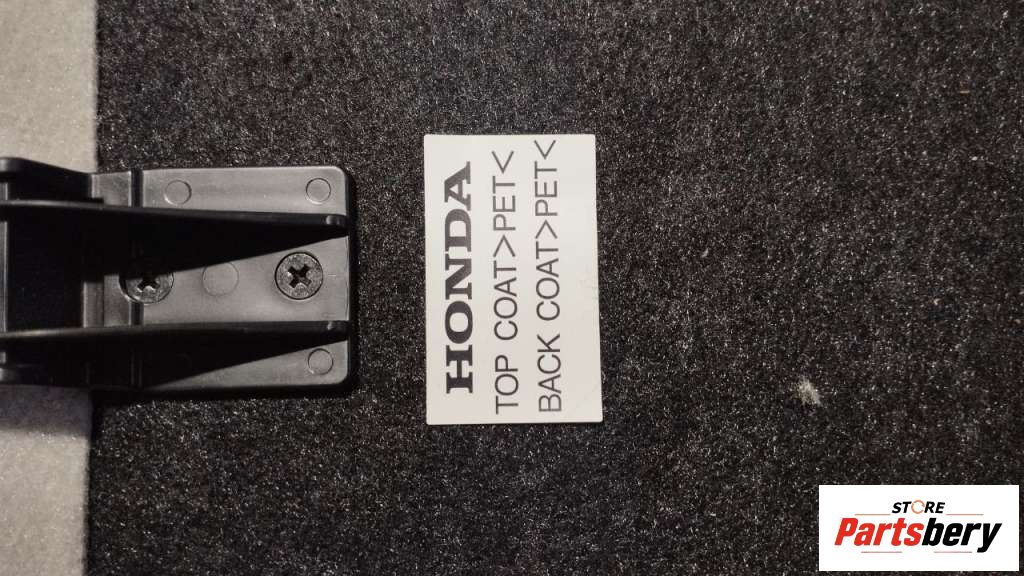 HONDA
TOP COAT>PET<
BACK COAT>PET<
STORE
Partsbery